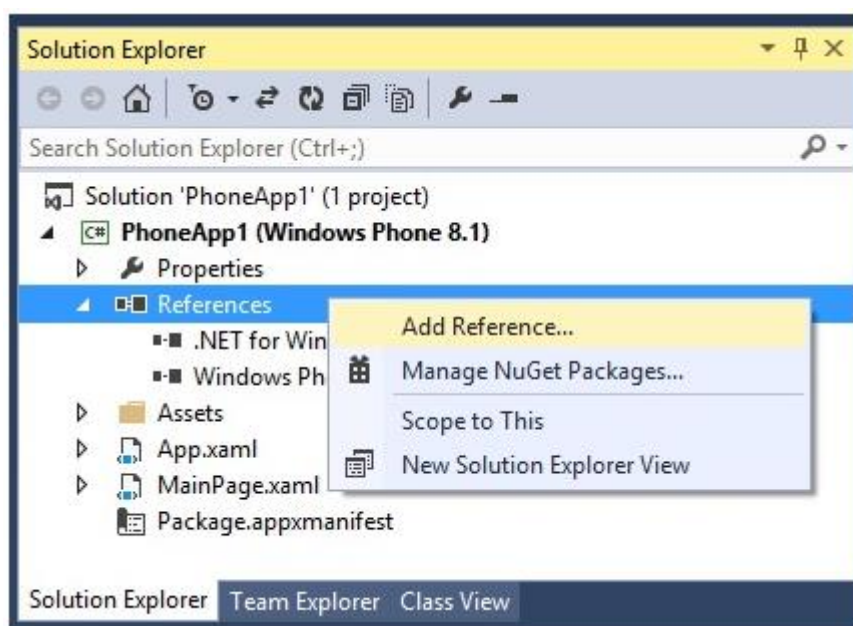 Solution Explorer
Search Solution Explorer (Ctrl+;)
Solution 'PhoneApp1' (1 project)
C# PhoneApp1 (Windows Phone 8.1)
Properties
References
Add Reference...
.NET for Win
Manage NuGet Packages...
Windows Ph
Assets
Scope to This
App.xaml
New Solution Explorer View
MainPage.xaml
Package.appxmanifest
Solution Explorer Team Explorer Class View